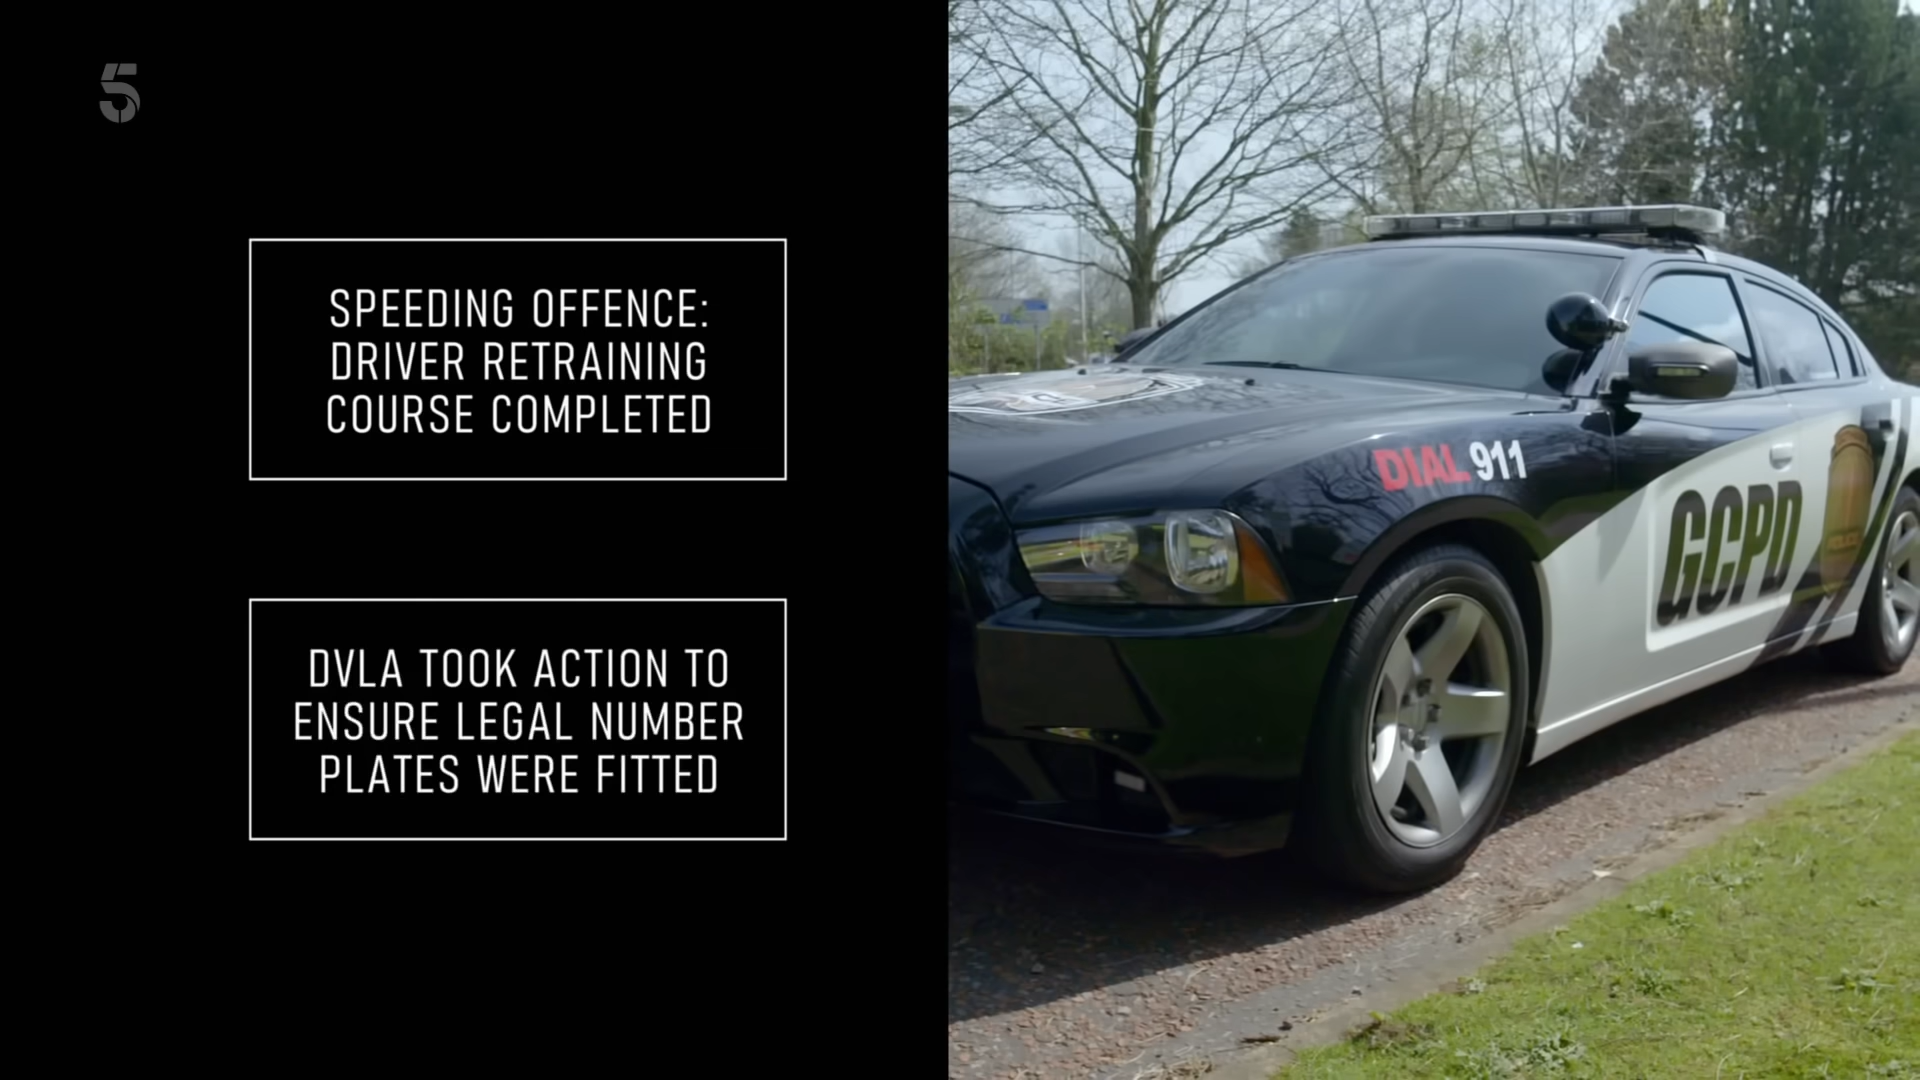 5
SPEEDING OFFENCE:
DRIVER RETRAINING
COURSE COMPLETED
DVLA TOOK ACTION TO
ENSURE LEGAL NUMBER
PLATES WERE FITTED
DIAL 911
GCPD